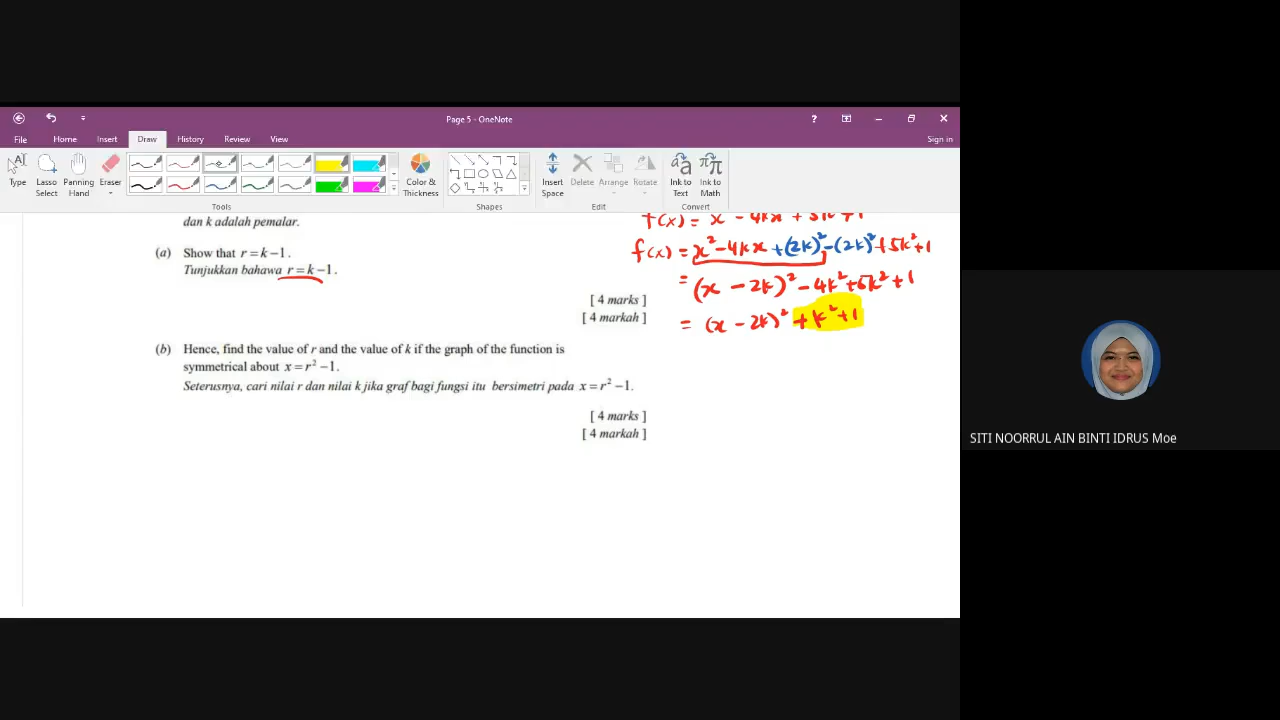 Page 5 - OneNote
File Home Insert Draw History Review View Sign in
Type Lasso Select Panning Hand Eraser Color & Thickness Insert Space Delete Arrange Rotate Ink to Text Ink to Math
Tools Shapes Edit Convert
dan k adalah pemalar.
(a) Show that r = k − 1.
Tunjukkan bahawa r = k − 1.
[ 4 marks ]
[ 4 markah ]
(b) Hence, find the value of r and the value of k if the graph of the function is
symmetrical about x = r² − 1.
Seterusnya, cari nilai r dan nilai k jika graf bagi fungsi itu bersimetri pada x = r² − 1.
[ 4 marks ]
[ 4 markah ]
f(x) = x² − 4kx + (2k)² − (2k)² + 5k² + 1
= (x − 2k)² − 4k² + 5k² + 1
= (x − 2k)² + k² + 1
SITI NOORRUL AIN BINTI IDRUS Moe